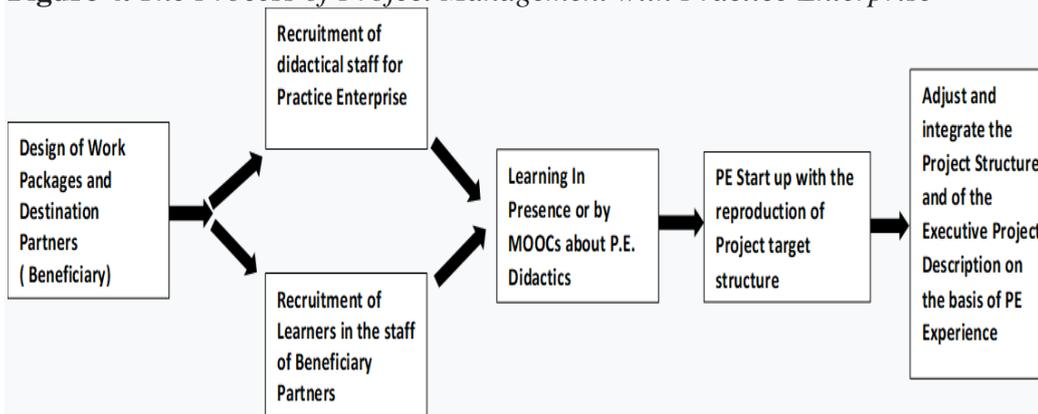 The Process of Project Management with Practice Enterprise
Recruitment of
didactical staff for
Practice Enterprise
Design of Work
Packages and
Destination
Partners
( Beneficiary)
Recruitment of
Learners in the staff
of Beneficiary
Partners
Learning In
Presence or by
MOOCs about P.E.
Didactics
PE Start up with the
reproduction of
Project target
structure
Adjust and
integrate the
Project Structure
and of the
Executive Project
Description on
the basis of PE
Experience